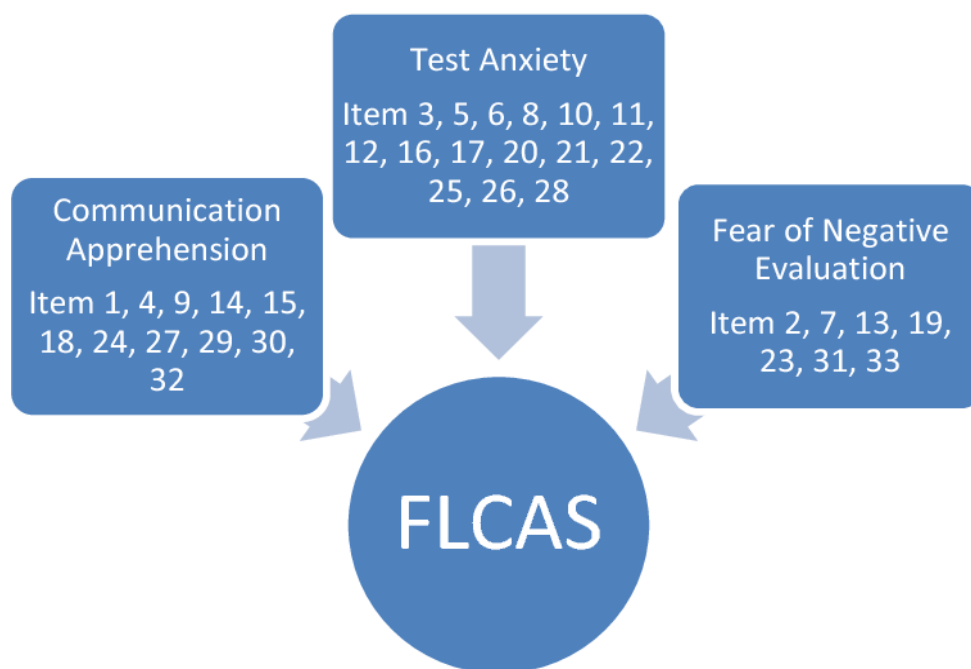 Test Anxiety
Item 3, 5, 6, 8, 10, 11,
12, 16, 17, 20, 21, 22,
25, 26, 28
Communication
Apprehension
Item 1, 4, 9, 14, 15,
18, 24, 27, 29, 30,
32
Fear of Negative
Evaluation
Item 2, 7, 13, 19,
23, 31, 33
FLCAS